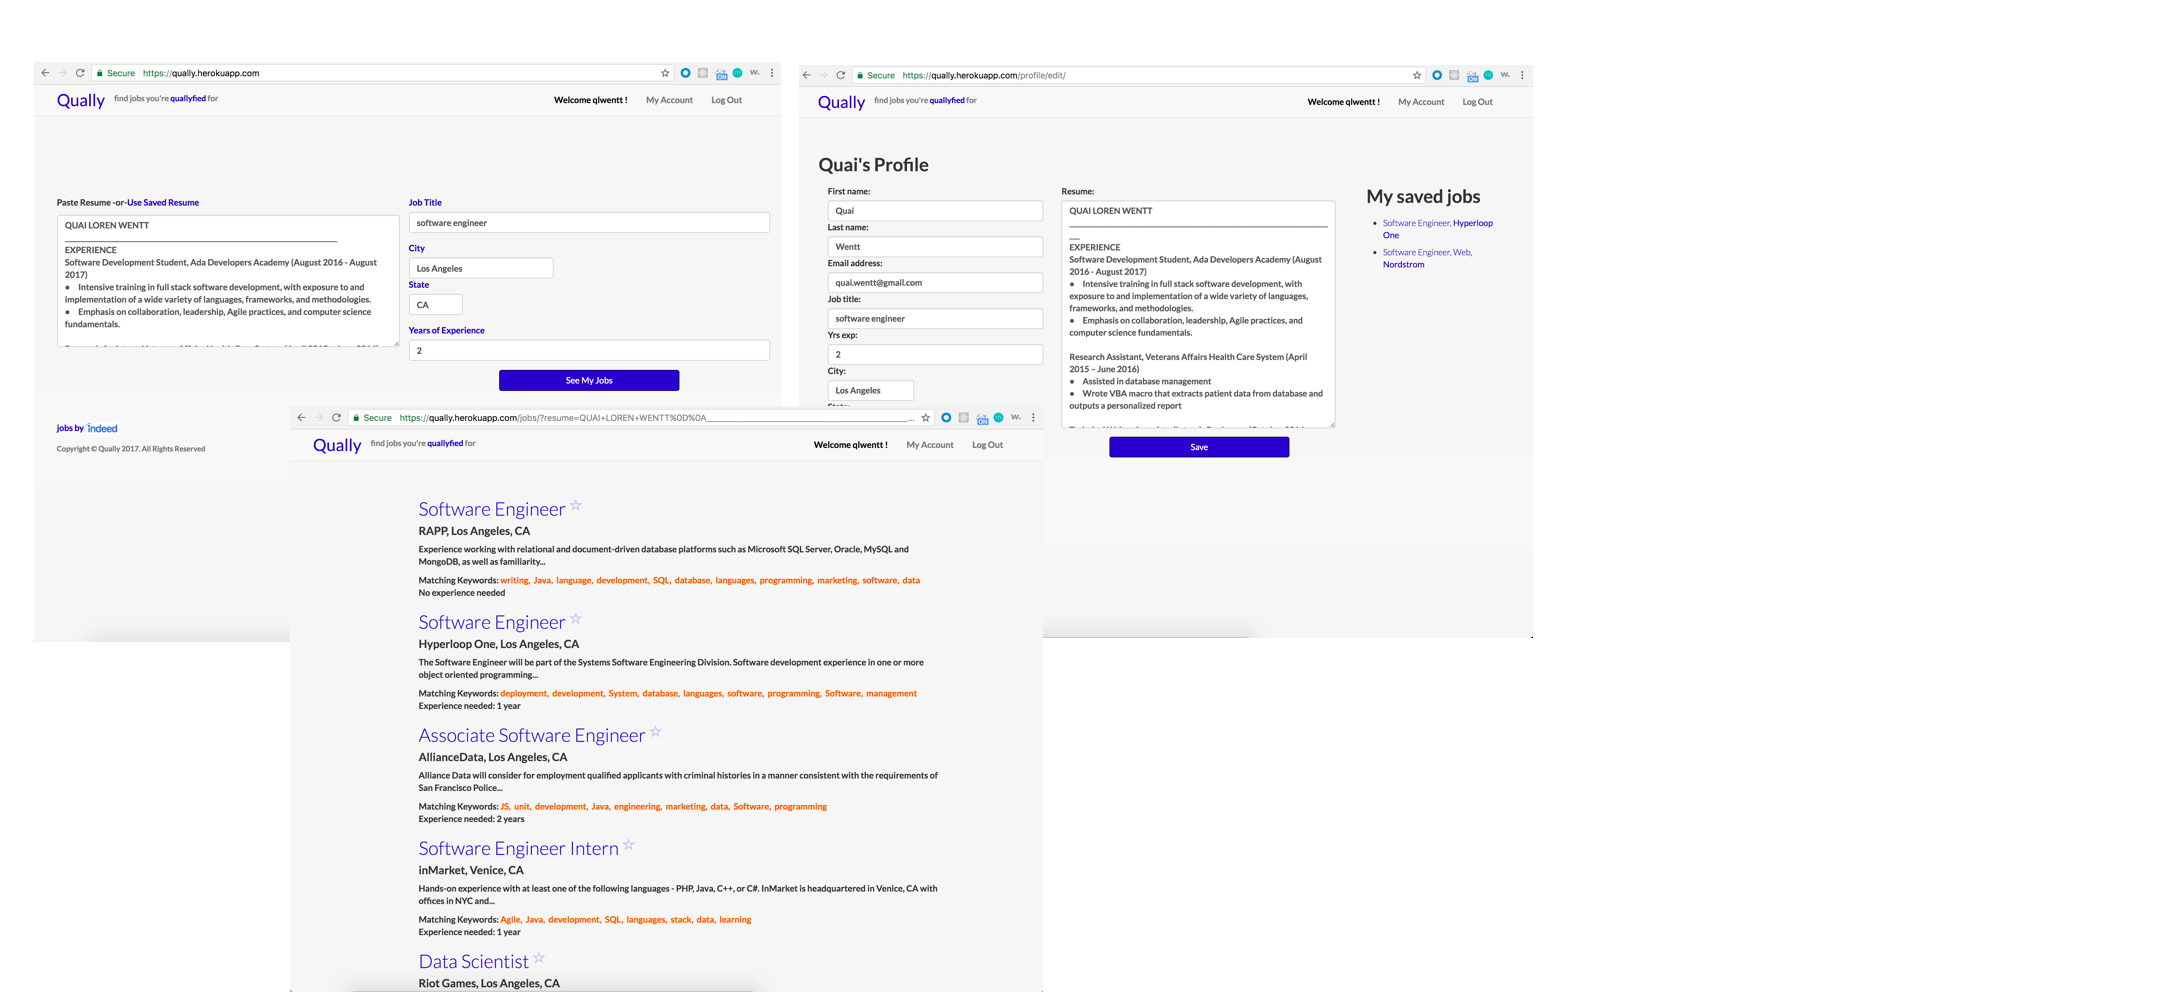 Secure https://qually.herokuapp.com
Qually find jobs you're quallyfied for
Welcome qlwentt ! My Account Log Out
Paste Resume -or-Use Saved Resume
QUAI LOREN WENTT
EXPERIENCE
Software Development Student, Ada Developers Academy (August 2016 - August
2017)
● Intensive training in full stack software development, with exposure to and
implementation of a wide variety of languages, frameworks, and methodologies.
● Emphasis on collaboration, leadership, Agile practices, and computer science
fundamentals.
Job Title
software engineer
City
Los Angeles
State
CA
Years of Experience
2
See My Jobs
jobs by indeed
Copyright © Qually 2017. All Rights Reserved
Secure https://qually.herokuapp.com/profile/edit/
Qually find jobs you're quallyfied for
Welcome qlwentt ! My Account Log Out
Quai's Profile
First name:
Quai
Last name:
Wentt
Email address:
quai.wentt@gmail.com
Job title:
software engineer
Yrs exp:
2
City:
Los Angeles
Resume:
QUAI LOREN WENTT
EXPERIENCE
Software Development Student, Ada Developers Academy (August
2016 - August 2017)
● Intensive training in full stack software development, with
exposure to and implementation of a wide variety of languages,
frameworks, and methodologies.
● Emphasis on collaboration, leadership, Agile practices, and
computer science fundamentals.
Research Assistant, Veterans Affairs Health Care System (April
2015 – June 2016)
● Assisted in database management
● Wrote VBA macro that extracts patient data from database and
outputs a personalized report
Save
My saved jobs
• Software Engineer, Hyperloop
One
• Software Engineer, Web,
Nordstrom
Secure https://qually.herokuapp.com/jobs/?resume=QUAI+LOREN+WENTT%0D%0A_...
Qually find jobs you're quallyfied for
Welcome qlwentt ! My Account Log Out
Software Engineer
RAPP, Los Angeles, CA
Experience working with relational and document-driven database platforms such as Microsoft SQL Server, Oracle, MySQL and
MongoDB, as well as familiarity...
Matching Keywords: writing, Java, language, development, SQL, database, languages, programming, marketing, software, data
No experience needed
Software Engineer
Hyperloop One, Los Angeles, CA
The Software Engineer will be part of the Systems Software Engineering Division. Software development experience in one or more
object oriented programming...
Matching Keywords: deployment, development, System, database, languages, software, programming, Software, management
Experience needed: 1 year
Associate Software Engineer
AllianceData, Los Angeles, CA
Alliance Data will consider for employment qualified applicants with criminal histories in a manner consistent with the requirements of
San Francisco Police...
Matching Keywords: JS, unit, development, Java, engineering, marketing, data, Software, programming
Experience needed: 2 years
Software Engineer Intern
inMarket, Venice, CA
Hands-on experience with at least one of the following languages - PHP, Java, C++, or C#. InMarket is headquartered in Venice, CA with
offices in NYC and...
Matching Keywords: Agile, Java, development, SQL, languages, stack, data, learning
Experience needed: 1 year
Data Scientist
Riot Games, Los Angeles, CA